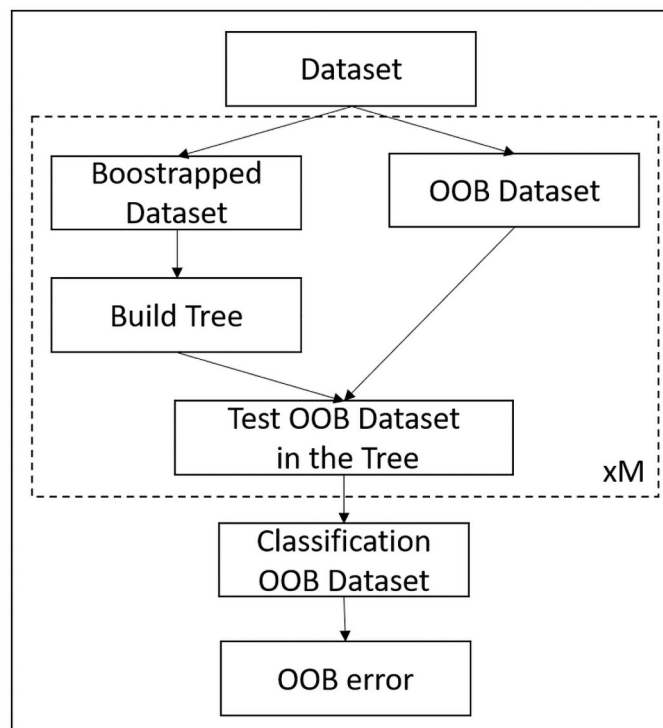 Dataset
Boostrapped
Dataset
OOB Dataset
Build Tree
Test OOB Dataset
in the Tree
xM
Classification
OOB Dataset
OOB error